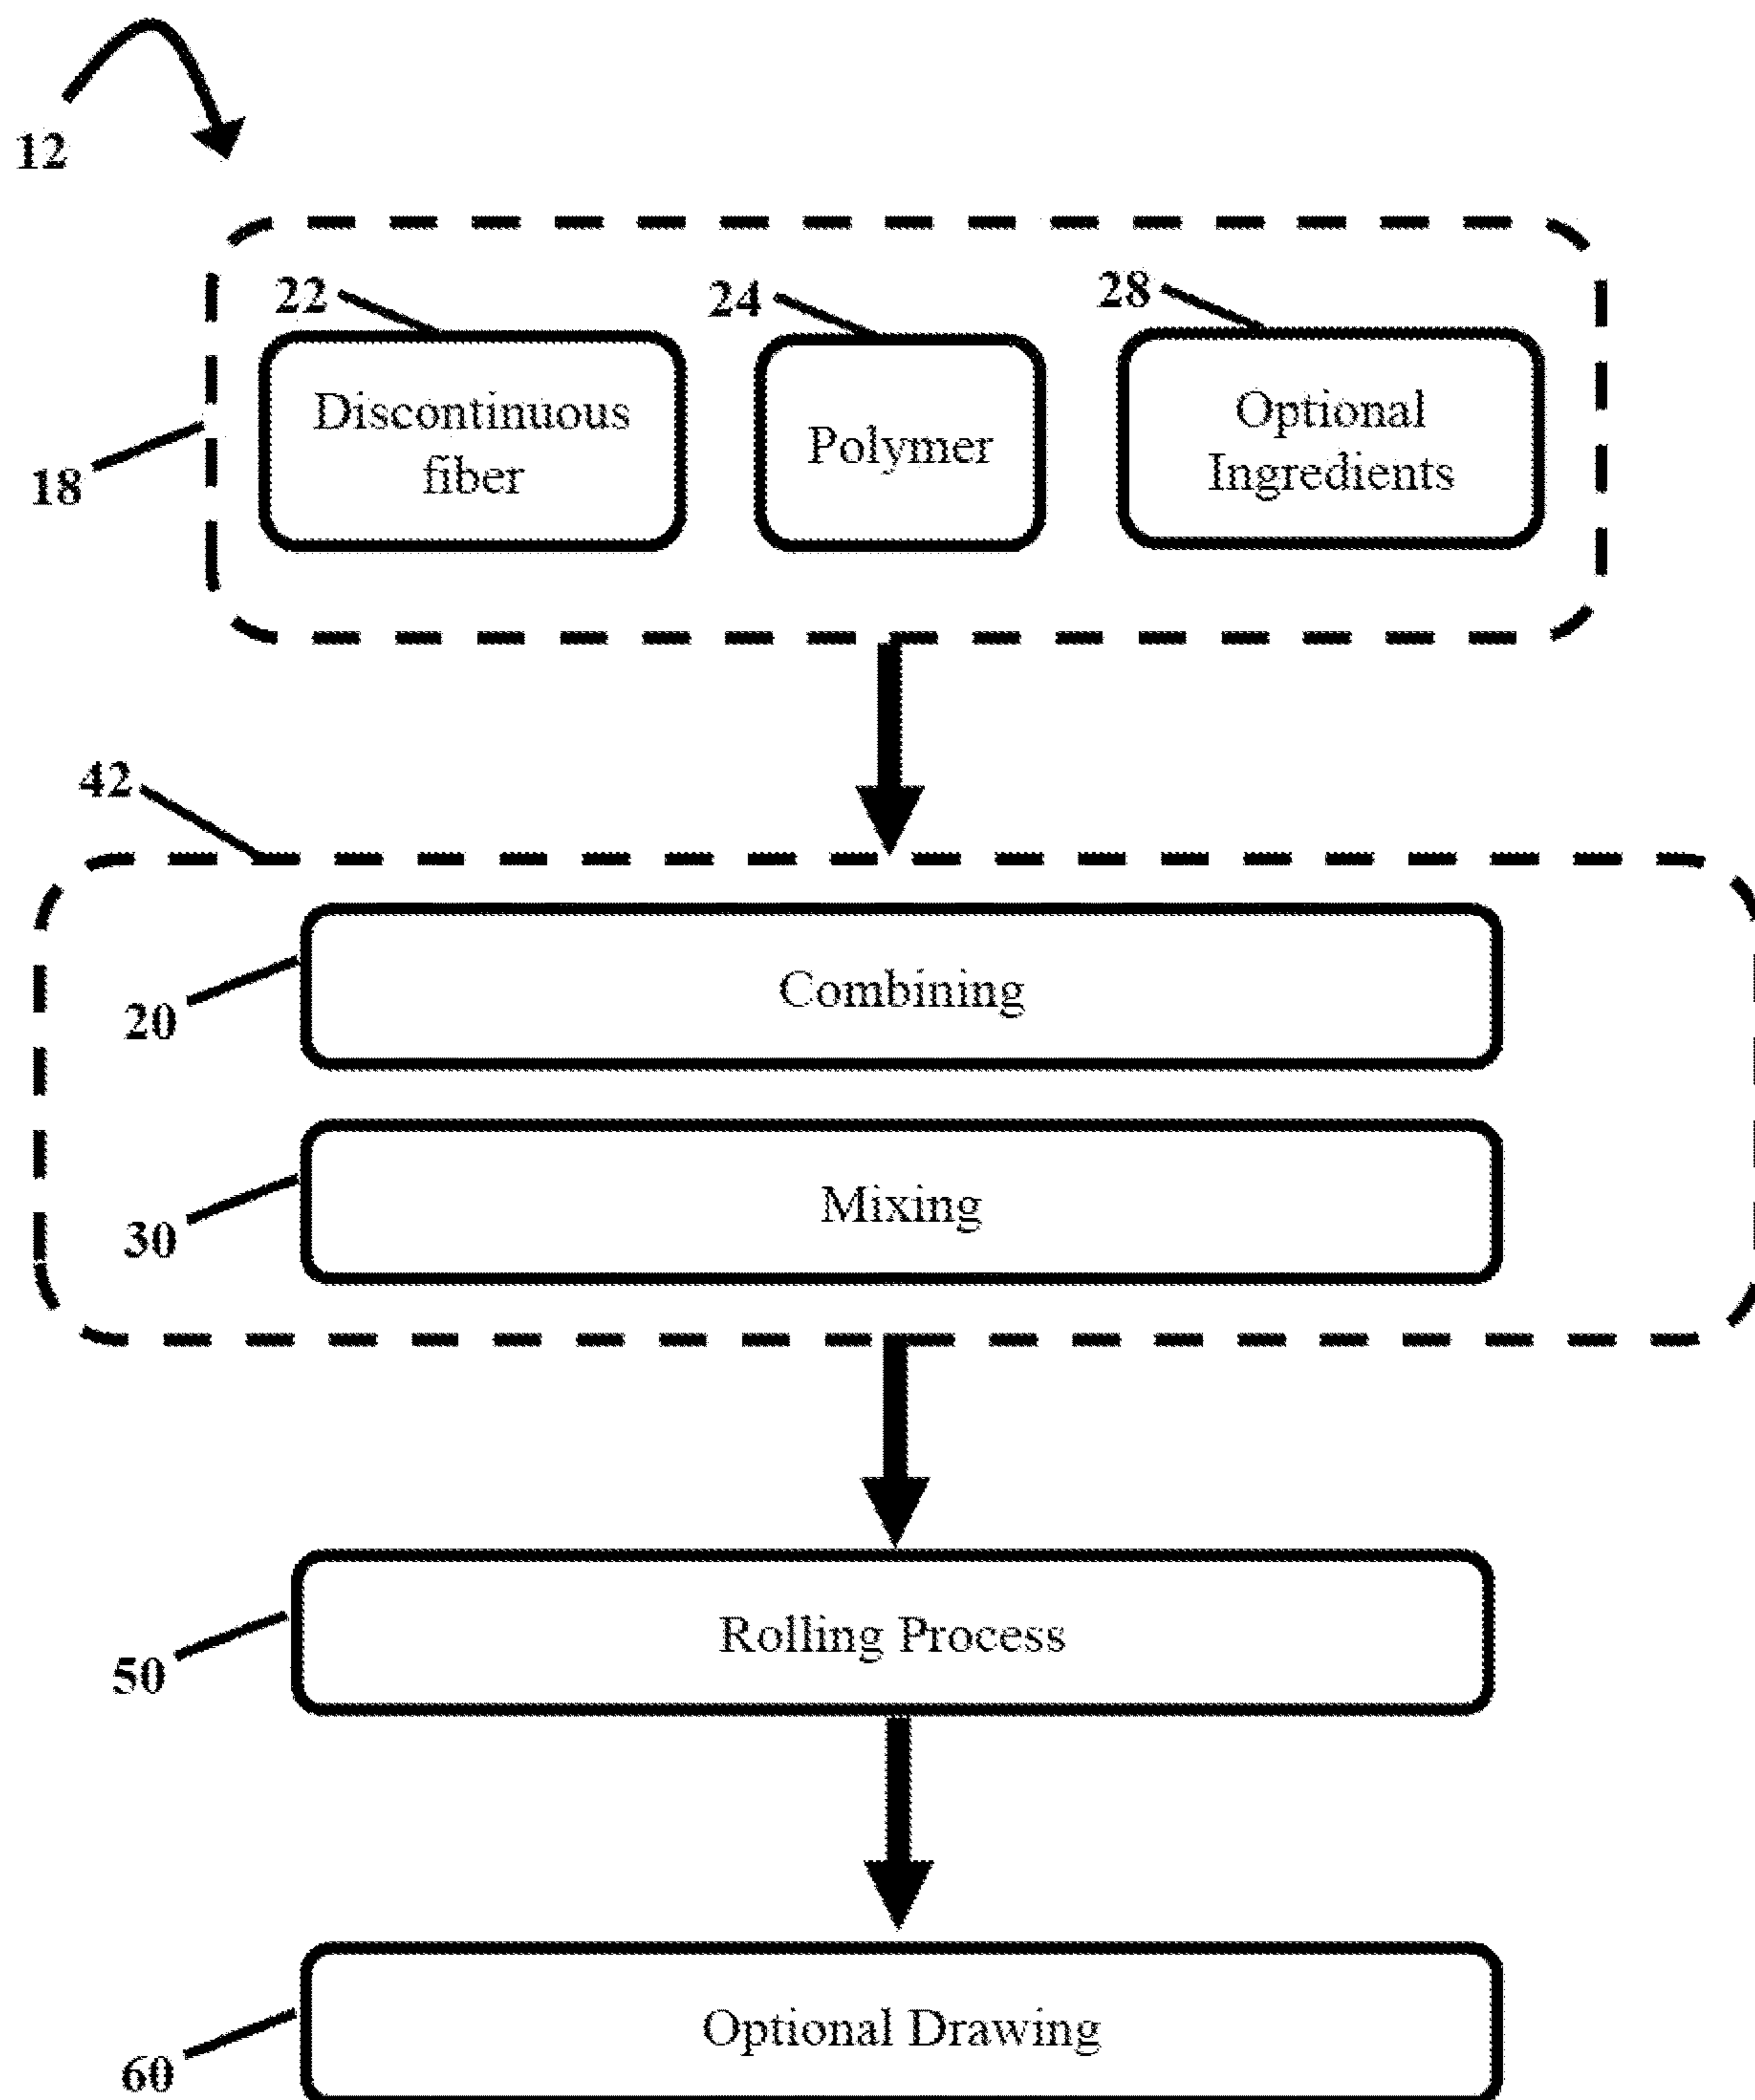 12
22
24
28
Discontinuous
fiber
Polymer
Optional
Ingredients
18
42
Combining
20
Mixing
30
Rolling Process
50
Optional Drawing
60